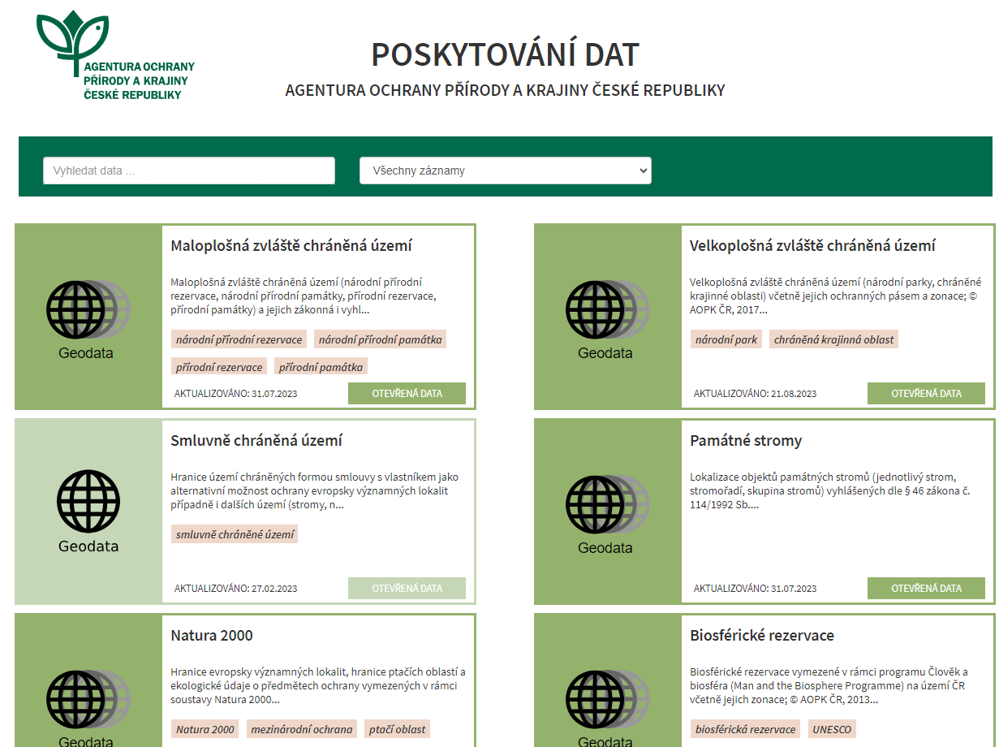 AGENTURA OCHRANY
PŘÍRODY A KRAJINY
ČESKÉ REPUBLIKY
POSKYTOVÁNÍ DAT
AGENTURA OCHRANY PŘÍRODY A KRAJINY ČESKÉ REPUBLIKY
Vyhledat data ...
Všechny záznamy
Geodata
Maloplošná zvláště chráněná území
Maloplošná zvláště chráněná území (národní přírodní
rezervace, národní přírodní památky, přírodní rezervace,
přírodní památky) a jejich zákonná i vyhl...
národní přírodní rezervace národní přírodní památka
přírodní rezervace přírodní památka
AKTUALIZOVÁNO: 31.07.2023 OTEVŘENÁ DATA
Geodata
Velkoplošná zvláště chráněná území
Velkoplošná zvláště chráněná území (národní parky, chráněné
krajinné oblasti) včetně jejich ochranných pásem a zonace; ©
AOPK ČR, 2017...
národní park chráněná krajinná oblast
AKTUALIZOVÁNO: 21.08.2023 OTEVŘENÁ DATA
Geodata
Smluvně chráněná území
Hranice území chráněných formou smlouvy s vlastníkem jako
alternativní možnost ochrany evropsky významných lokalit
případně i dalších území (stromy, n...
smluvně chráněné území
AKTUALIZOVÁNO: 27.02.2023 OTEVŘENÁ DATA
Geodata
Památné stromy
Lokalizace objektů památných stromů (jednotlivý strom,
stromořadí, skupina stromů) vyhlášených dle § 46 zákona č.
114/1992 Sb....
AKTUALIZOVÁNO: 31.07.2023 OTEVŘENÁ DATA
Geodata
Natura 2000
Hranice evropsky významných lokalit, hranice ptačích oblastí a
ekologické údaje o předmětech ochrany vymezených v rámci
soustavy Natura 2000...
Natura 2000 mezinárodní ochrana ptačí oblast
Geodata
Biosférické rezervace
Biosférické rezervace vymezené v rámci programu Člověk a
biosféra (Man and the Biosphere Programme) na území ČR
včetně jejich zonace; © AOPK ČR, 2013...
biosférická rezervace UNESCO